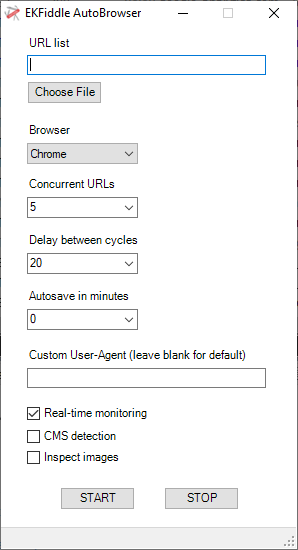 EKFiddle AutoBrowser
URL list
Choose File
Browser
Chrome
Concurrent URLs
5
Delay between cycles
20
Autosave in minutes
0
Custom User-Agent (leave blank for default)
Real-time monitoring
CMS detection
Inspect images
START STOP